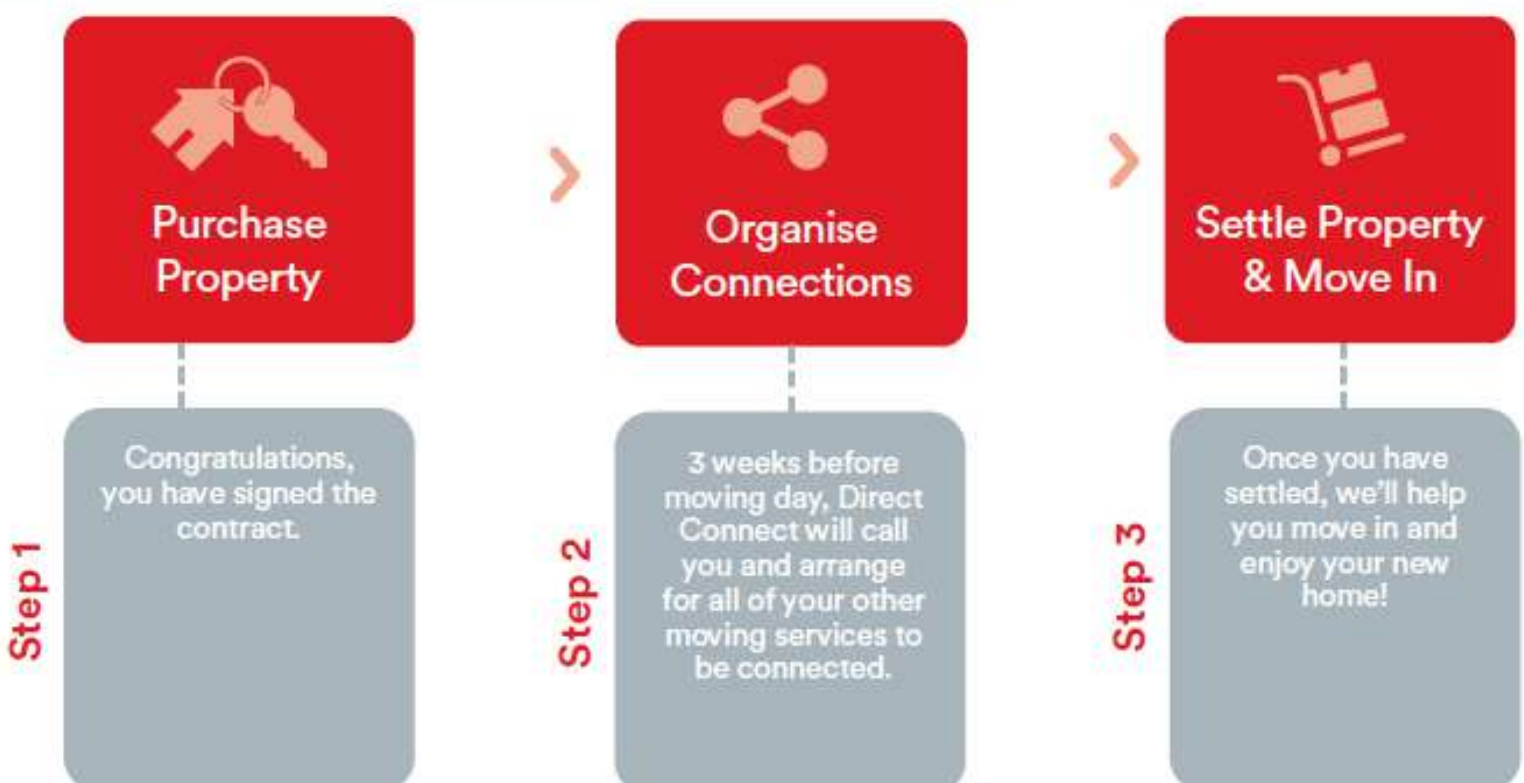 Purchase
Property
Organise
Connections
Settle Property
& Move In
Step 1
Congratulations,
you have signed the
contract.
Step 2
3 weeks before
moving day, Direct
Connect will call
you and arrange
for all of your other
moving services to
be connected.
Step 3
Once you have
settled, we'll help
you move in and
enjoy your new
home!